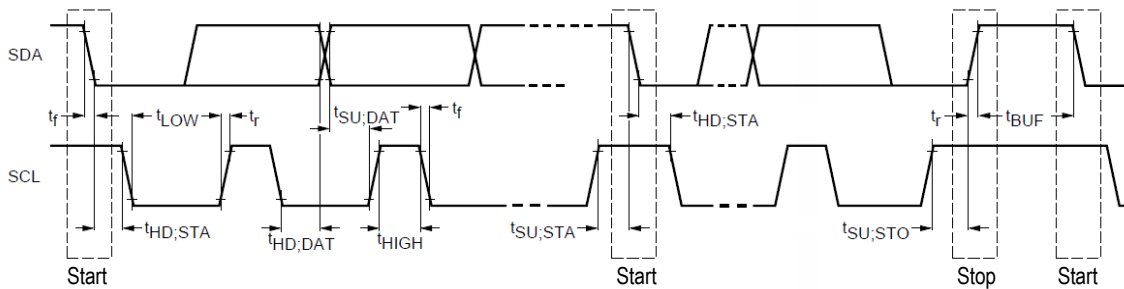 SDA
tf tLOW tr tSU;DAT tf tHD;STA tr tBUF
SCL
tHD;STA tHD;DAT tHIGH tSU;STA tSU;STO
Start Start Stop Start